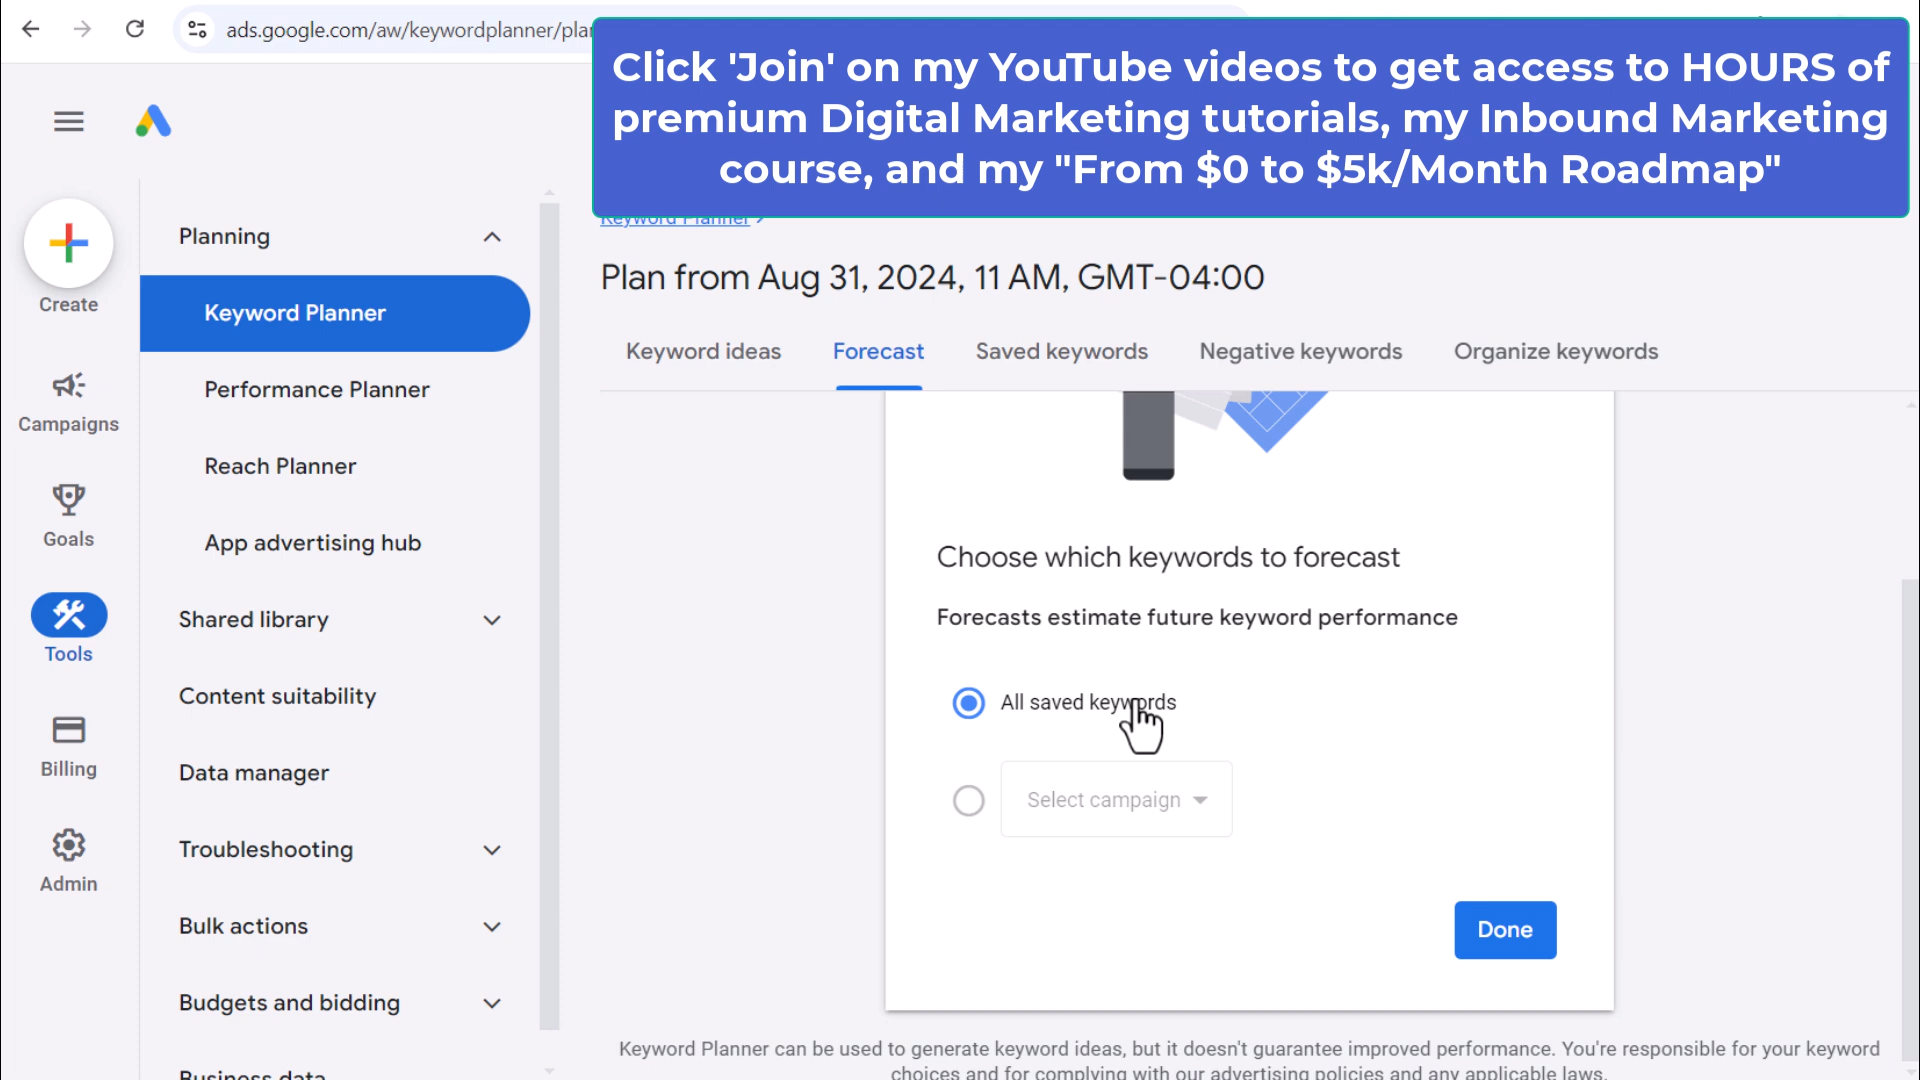 ads.google.com/aw/keywordplanner/plan
Click 'Join' on my YouTube videos to get access to HOURS of
premium Digital Marketing tutorials, my Inbound Marketing
course, and my "From $0 to $5k/Month Roadmap"
Keyword Planner
Plan from Aug 31, 2024, 11 AM, GMT-04:00
Keyword ideas
Forecast
Saved keywords
Negative keywords
Organize keywords
Create
Campaigns
Goals
Tools
Billing
Admin
Planning
Keyword Planner
Performance Planner
Reach Planner
App advertising hub
Shared library
Content suitability
Data manager
Troubleshooting
Bulk actions
Budgets and bidding
Business data
Choose which keywords to forecast
Forecasts estimate future keyword performance
All saved keywords
Select campaign
Done
Keyword Planner can be used to generate keyword ideas, but it doesn't guarantee improved performance. You're responsible for your keyword
choices and for complying with our advertising policies and any applicable laws.